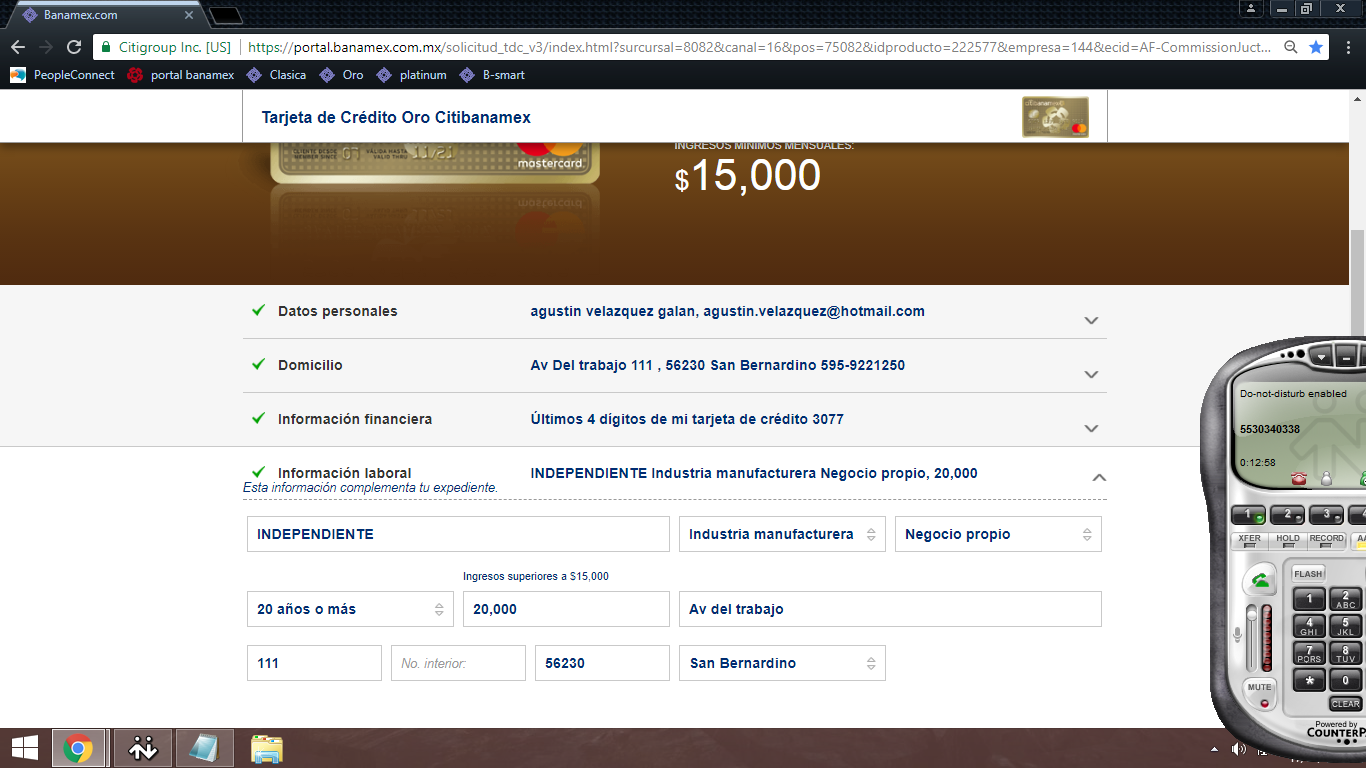 Banamex.com
Citigroup Inc. [US] https://portal.banamex.com.mx/solicitud_tdc_v3/index.html?surcursal=8082&canal=16&pos=75082&idproducto=222577&empresa=144&ecid=AF-CommissionJuct...
PeopleConnect portal banamex Clasica Oro platinum B-smart
Tarjeta de Crédito Oro Citibanamex
INGRESOS MÍNIMOS MENSUALES:
07 11/21
mastercard
$15,000
Datos personales agustin velazquez galan, agustin.velazquez@hotmail.com
Domicilio Av Del trabajo 111 , 56230 San Bernardino 595-9221250
Información financiera Últimos 4 dígitos de mi tarjeta de crédito 3077
Información laboral INDEPENDIENTE Industria manufacturera Negocio propio, 20,000
Esta información complementa tu expediente.
INDEPENDIENTE Industria manufacturera Negocio propio
Ingresos superiores a $15,000
20 años o más 20,000 Av del trabajo
111 No. interior: 56230 San Bernardino
Do-not-disturb enabled
5530340338
0:12:58
1 2 3 4
XFER HOLD RECORD
FLASH
1 2 ABC
4 GHI 5 JKL
7 PQRS 8 TUV
* 0
MUTE CLEAR
Powered by